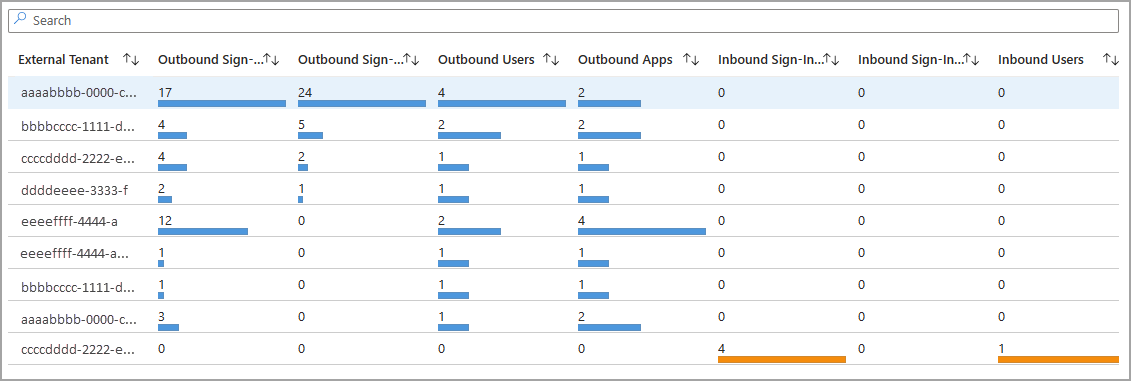 Search
External Tenant Outbound Sign-... Outbound Sign-... Outbound Users Outbound Apps Inbound Sign-In... Inbound Sign-In... Inbound Users
aaaabbbb-0000-c... 17 24 4 2 0 0 0
bbbbcccc-1111-d... 4 5 2 2 0 0 0
ccccdddd-2222-e... 4 2 1 1 0 0 0
ddddeeee-3333-f 2 1 1 1 0 0 0
eeeeffff-4444-a 12 0 2 4 0 0 0
eeeeffff-4444-a... 1 0 1 1 0 0 0
bbbbcccc-1111-d... 1 0 1 1 0 0 0
aaaabbbb-0000-c... 3 0 1 2 0 0 0
ccccdddd-2222-e... 0 0 0 0 4 0 1